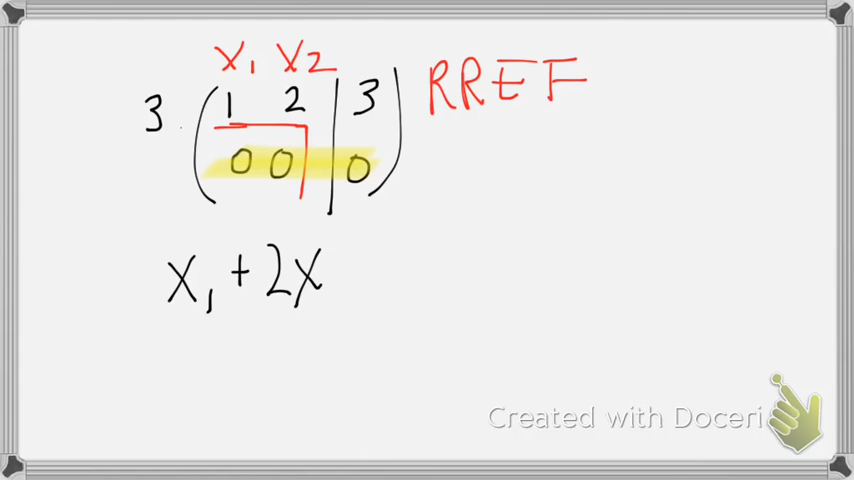 x₁ x₂
3 (1 2 | 3) RREF
(0 0 | 0)
x₁ + 2x
Created with Doceri